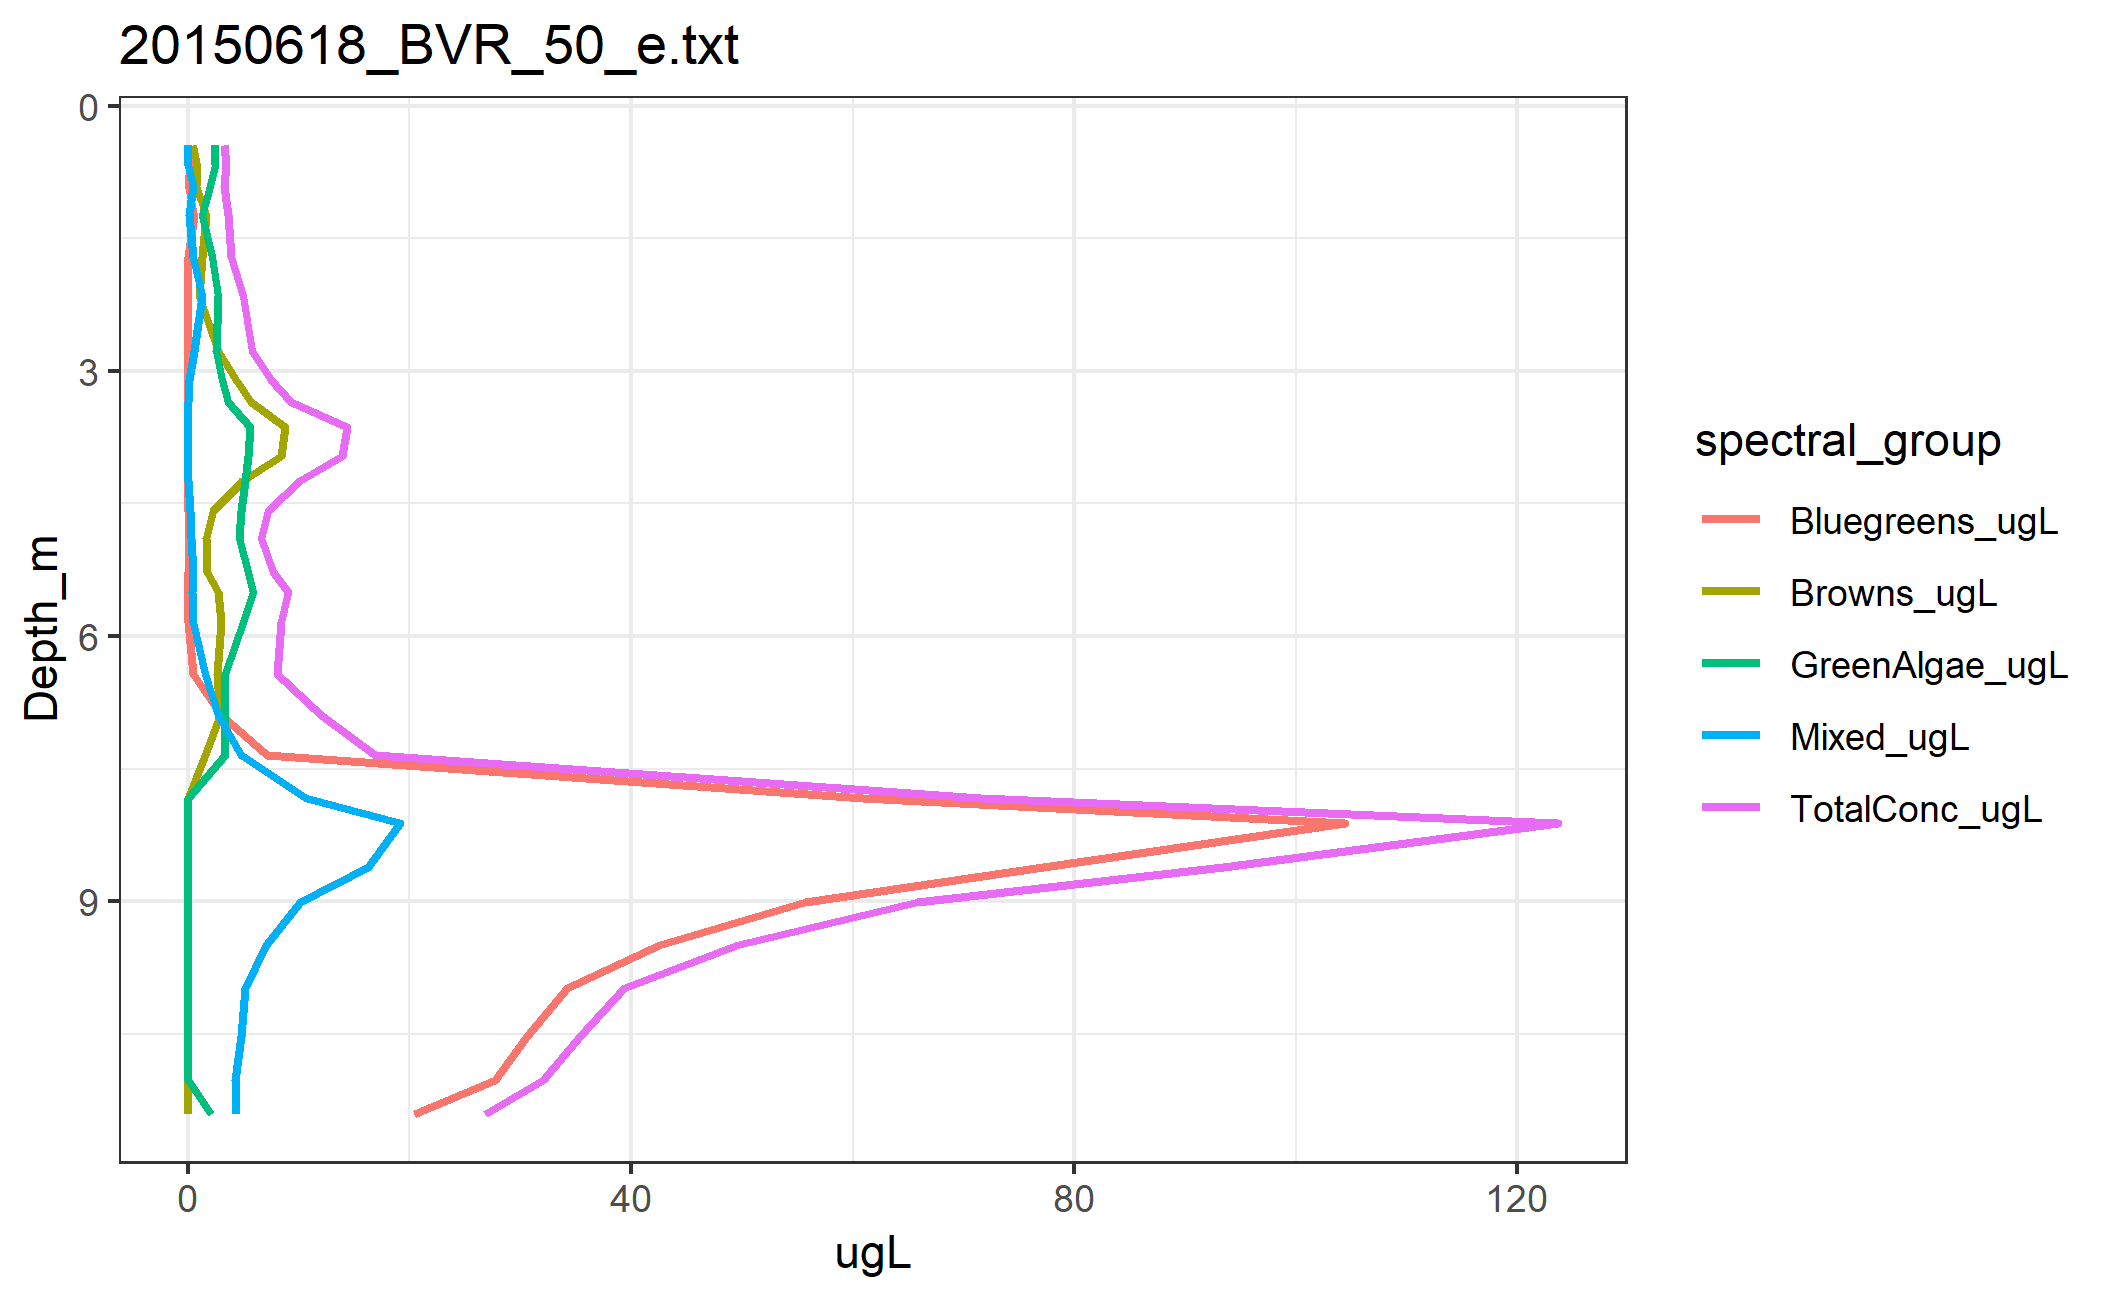 20150618_BVR_50_e.txt
0
3
6
9
Depth_m
0 40 80 120
ugL
spectral_group
Bluegreens_ugL
Browns_ugL
GreenAlgae_ugL
Mixed_ugL
TotalConc_ugL